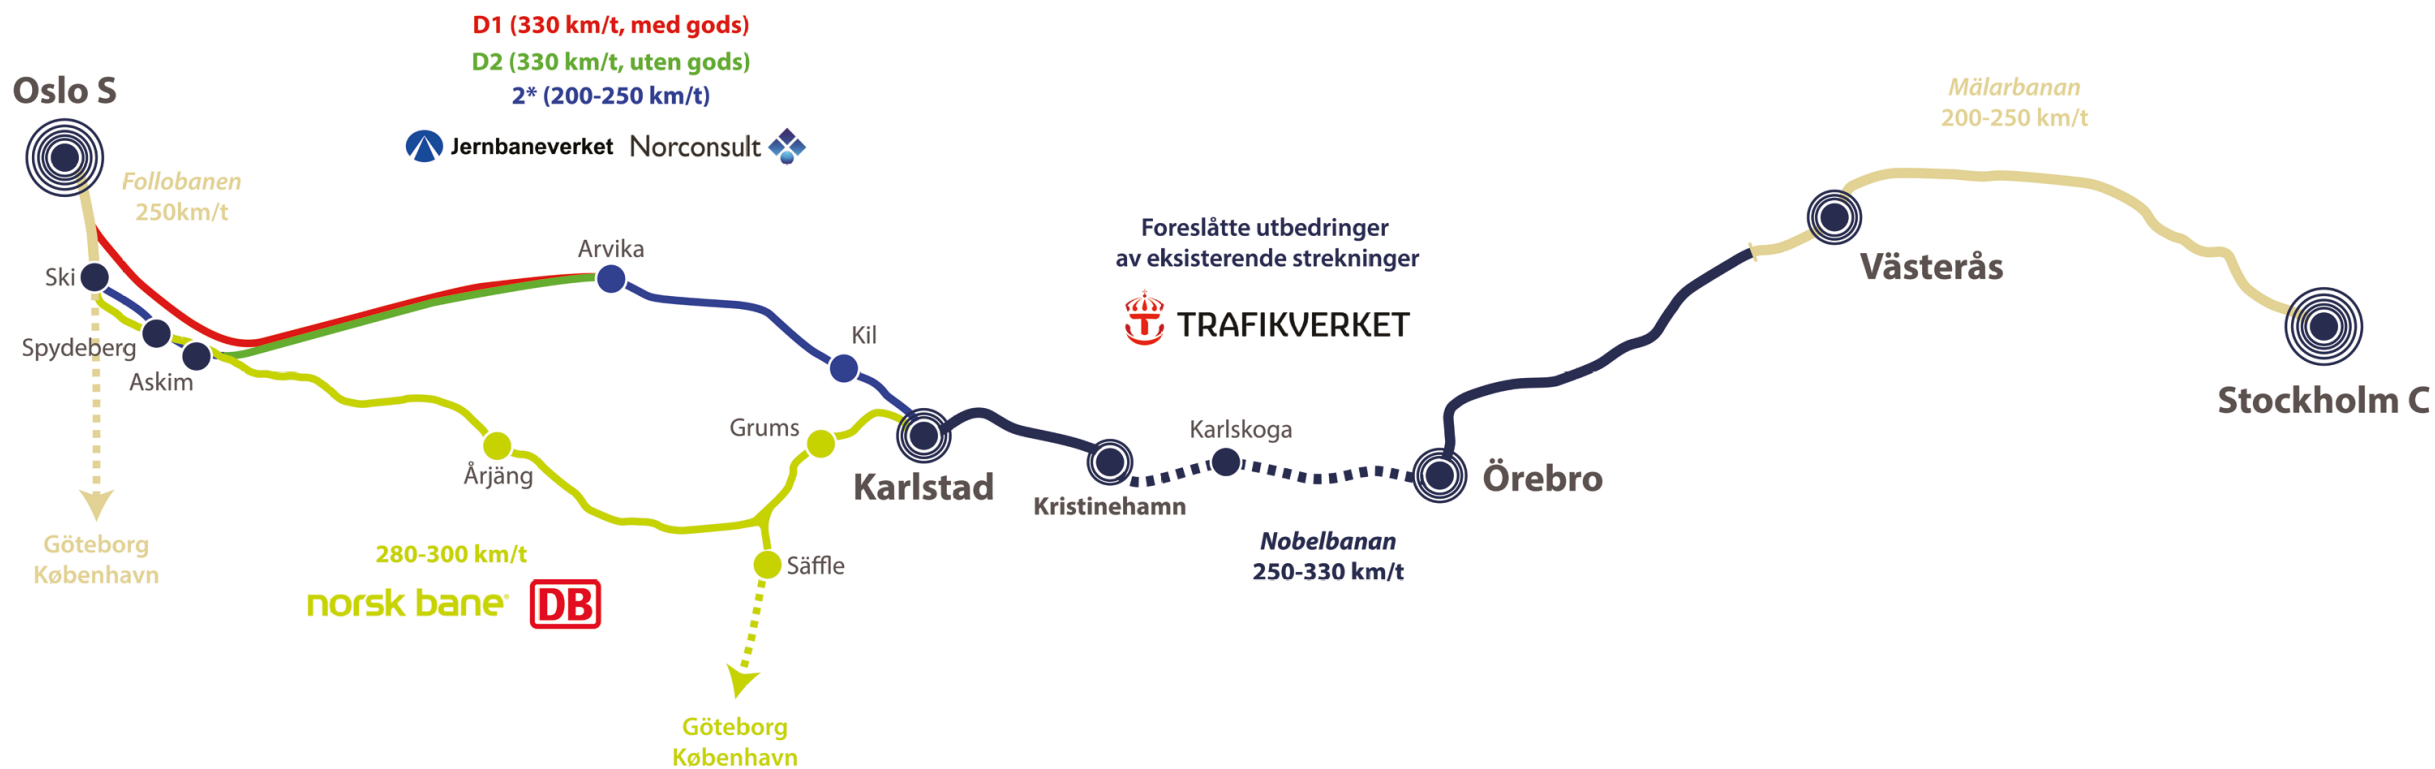 D1 (330 km/t, med gods)
D2 (330 km/t, uten gods)
2* (200-250 km/t)
Jernbaneverket Norconsult
Oslo S
Follobanen
250km/t
Ski
Spydeberg
Askim
Göteborg
København
Arvika
Kil
Årjäng
Grums
Säffle
280-300 km/t
norsk bane® DB
Göteborg
København
Karlstad
Kristinehamn
Karlskoga
Nobelbanan
250-330 km/t
Örebro
Foreslåtte utbedringer
av eksisterende strekninger
TRAFIKVERKET
Mälarbanan
200-250 km/t
Västerås
Stockholm C